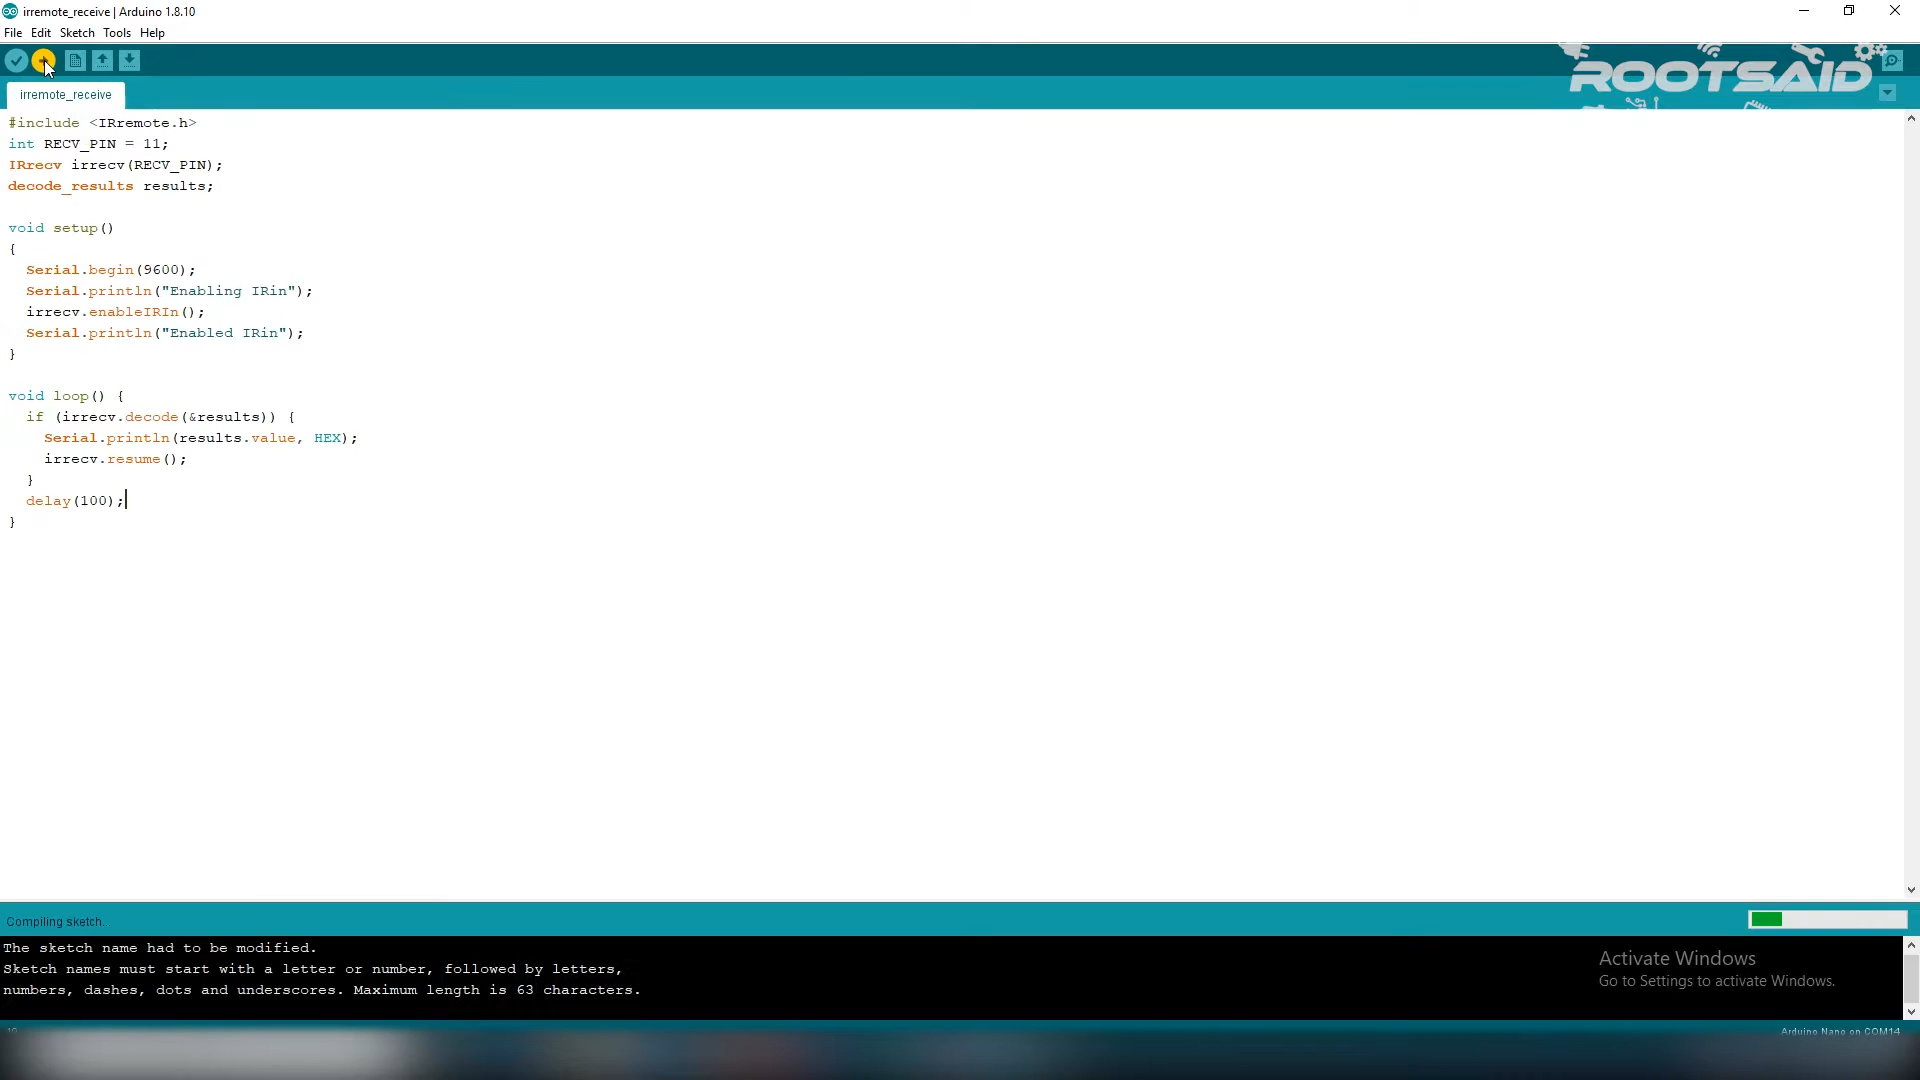 irremote_receive | Arduino 1.8.10
File Edit Sketch Tools Help
ROOTSAID
irremote_receive
#include <IRremote.h>
int RECV_PIN = 11;
IRrecv irrecv(RECV_PIN);
decode_results results;
void setup()
{
Serial.begin(9600);
Serial.println("Enabling IRin");
irrecv.enableIRIn();
Serial.println("Enabled IRin");
}
void loop() {
if (irrecv.decode(&results)) {
Serial.println(results.value, HEX);
irrecv.resume();
}
delay(100);
}
Compiling sketch...
The sketch name had to be modified.
Sketch names must start with a letter or number, followed by letters,
numbers, dashes, dots and underscores. Maximum length is 63 characters.
Activate Windows
Go to Settings to activate Windows.
Arduino Nano on COM14